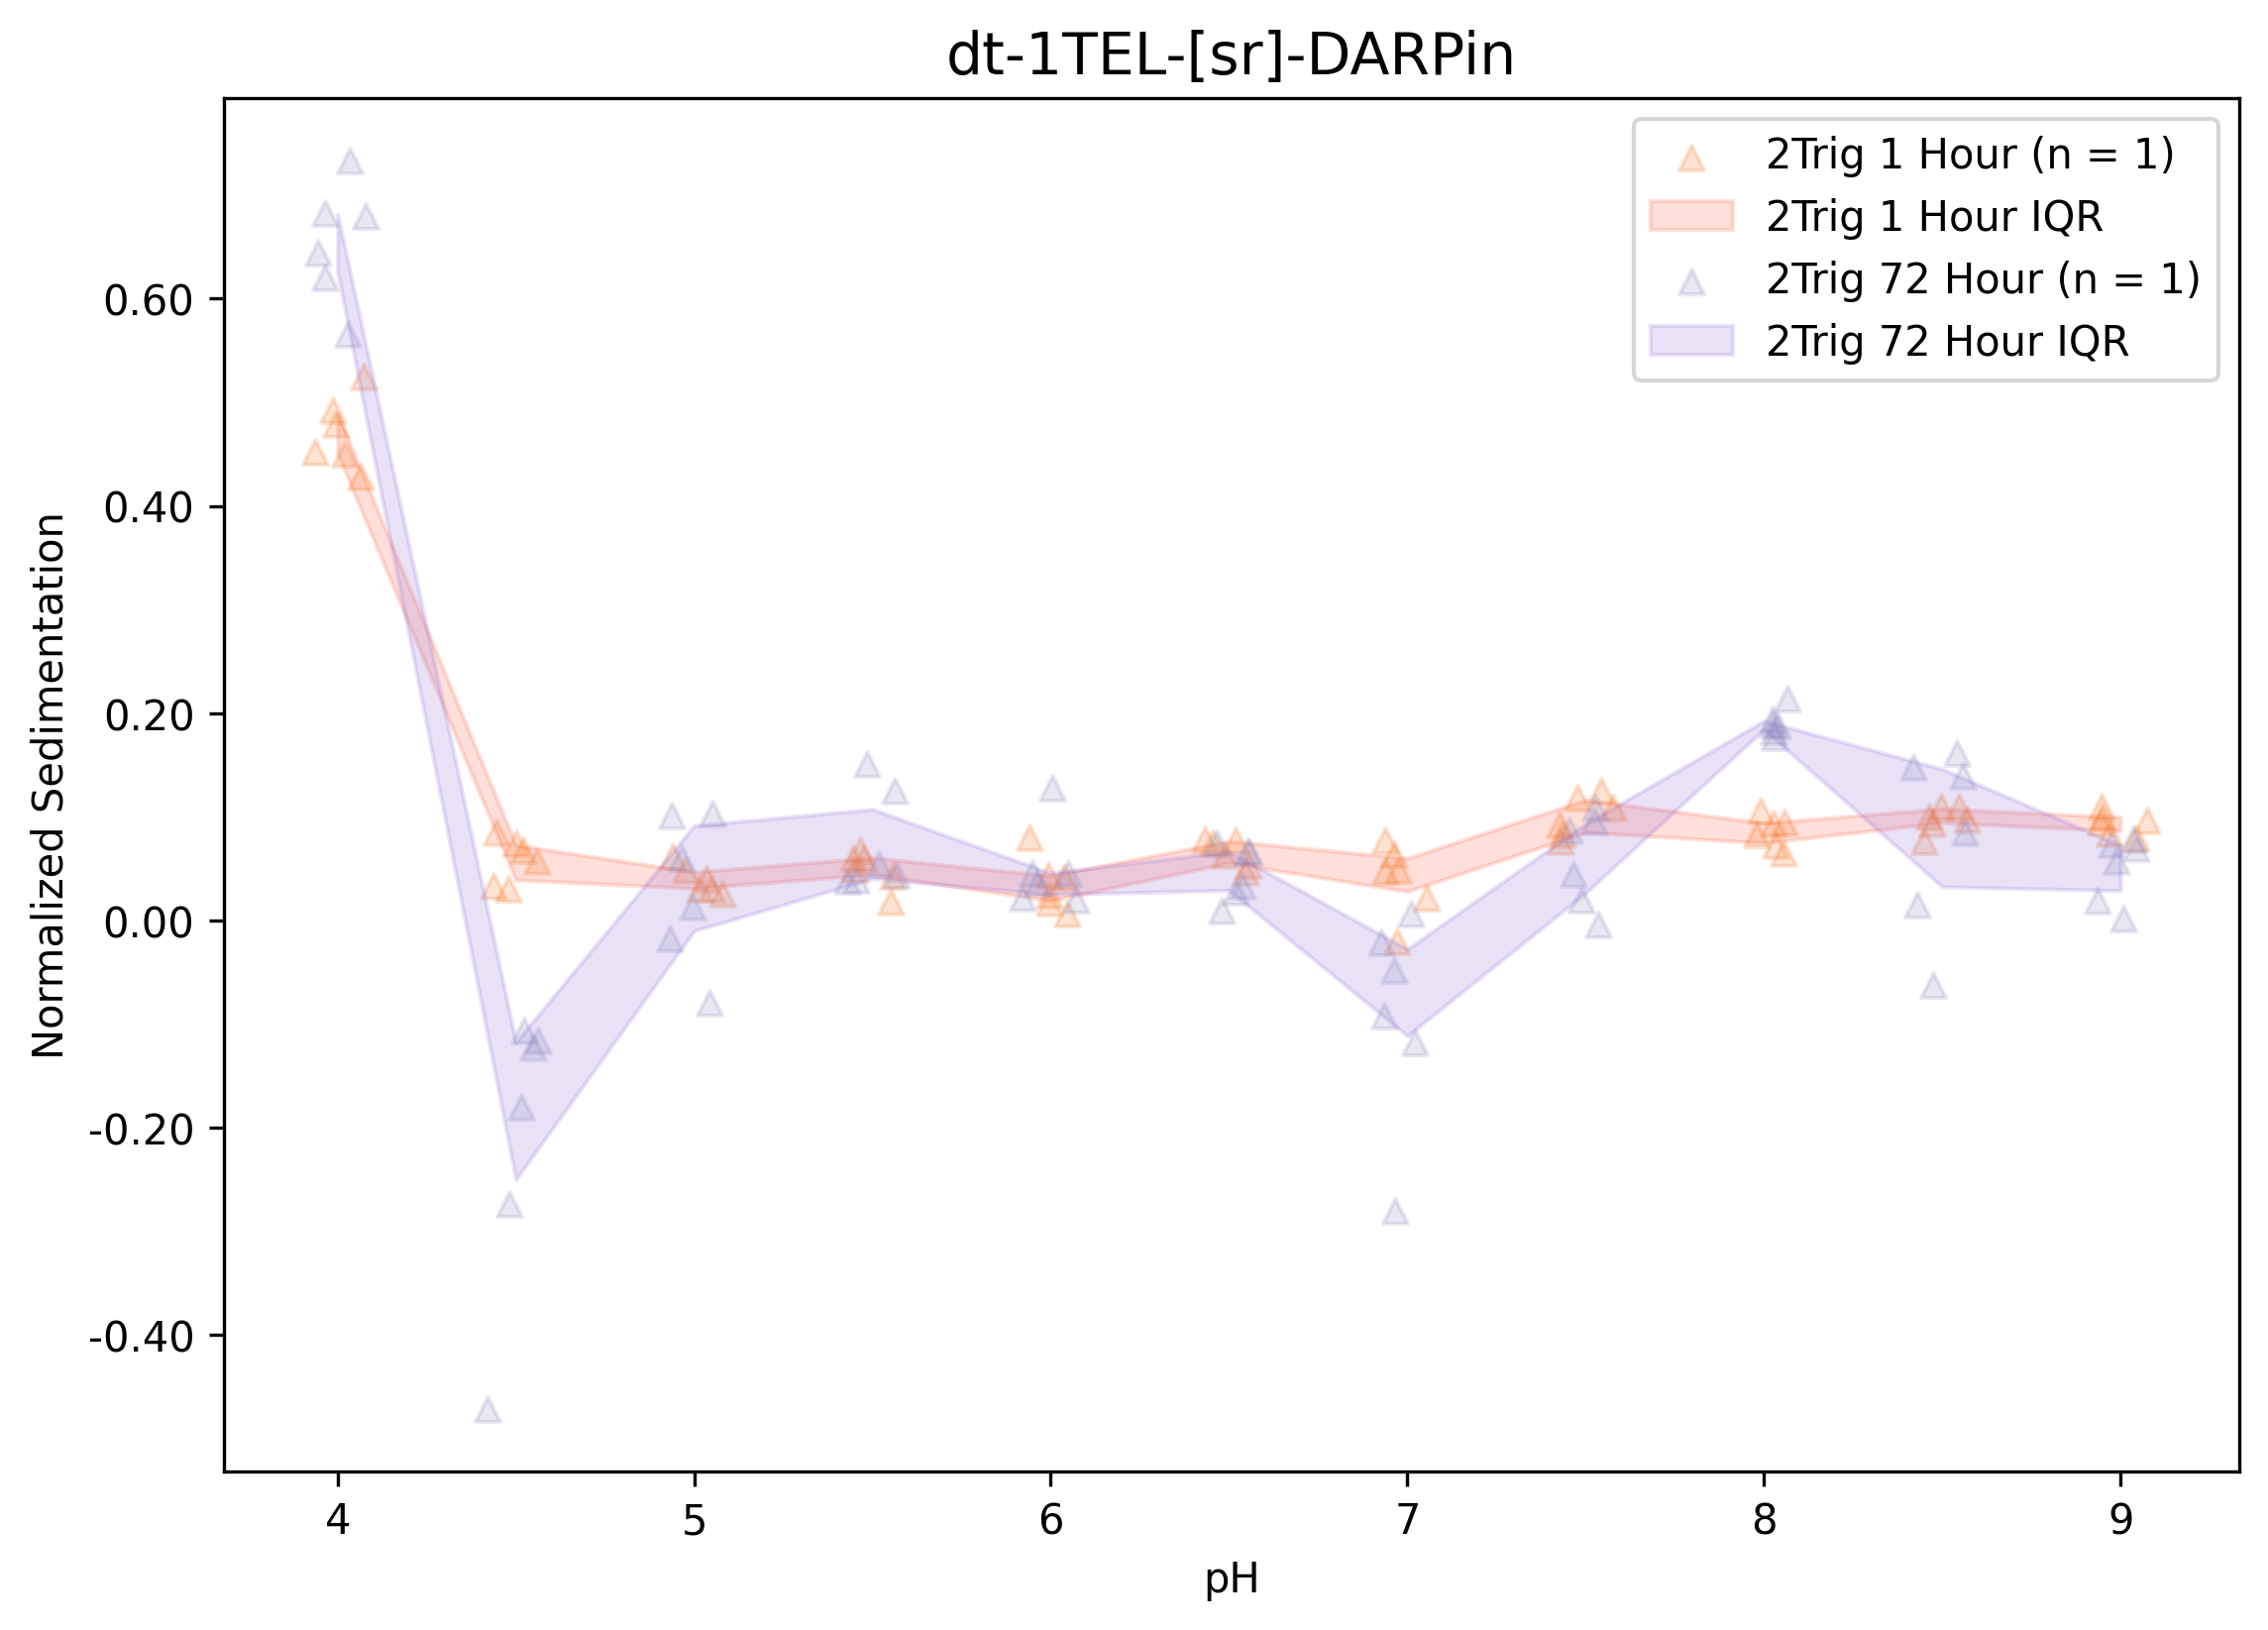 dt-1TEL-[sr]-DARPin
2Trig 1 Hour (n = 1)
2Trig 1 Hour IQR
2Trig 72 Hour (n = 1)
2Trig 72 Hour IQR
Normalized Sedimentation
0.60
0.40
0.20
0.00
-0.20
-0.40
4 5 6 7 8 9
pH